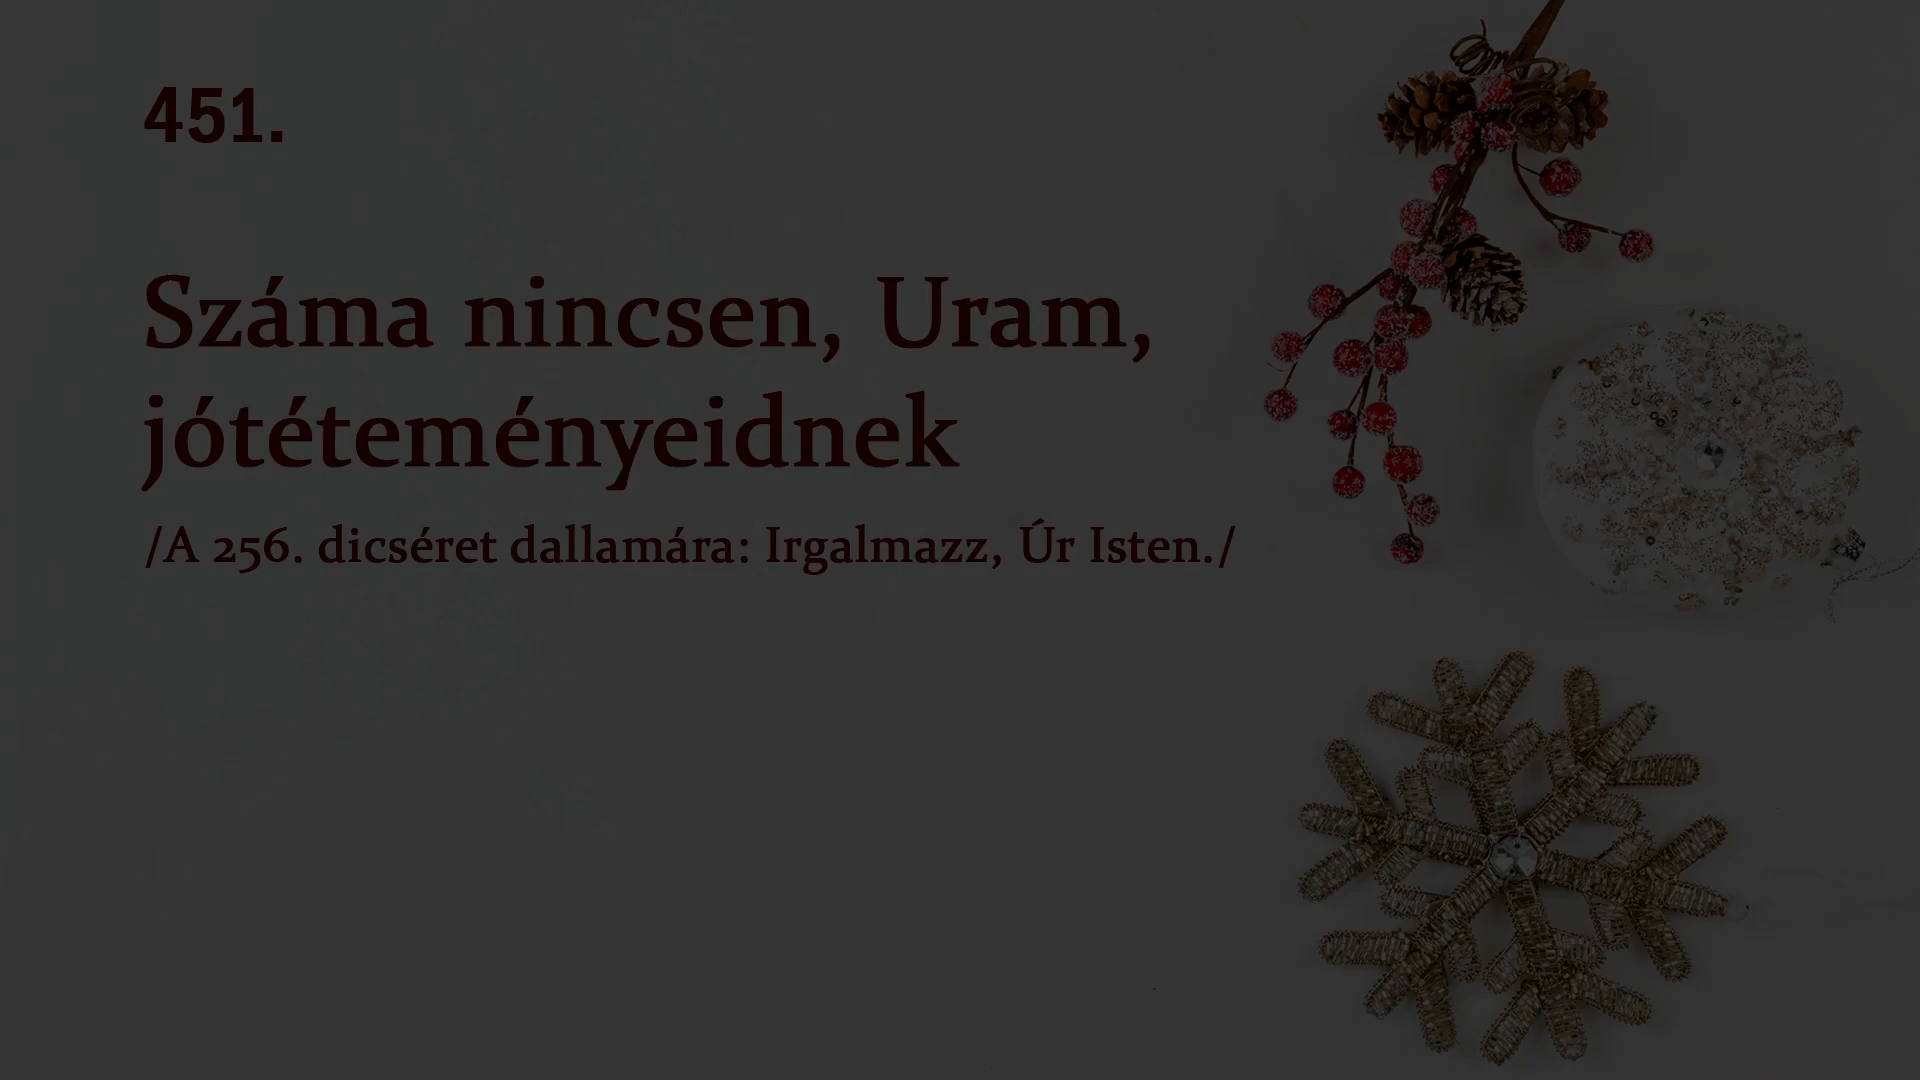 451.
Száma nincsen, Uram,
jótéteményeidnek
/A 256. dicséret dallamára: Irgalmazz, Úr Isten./